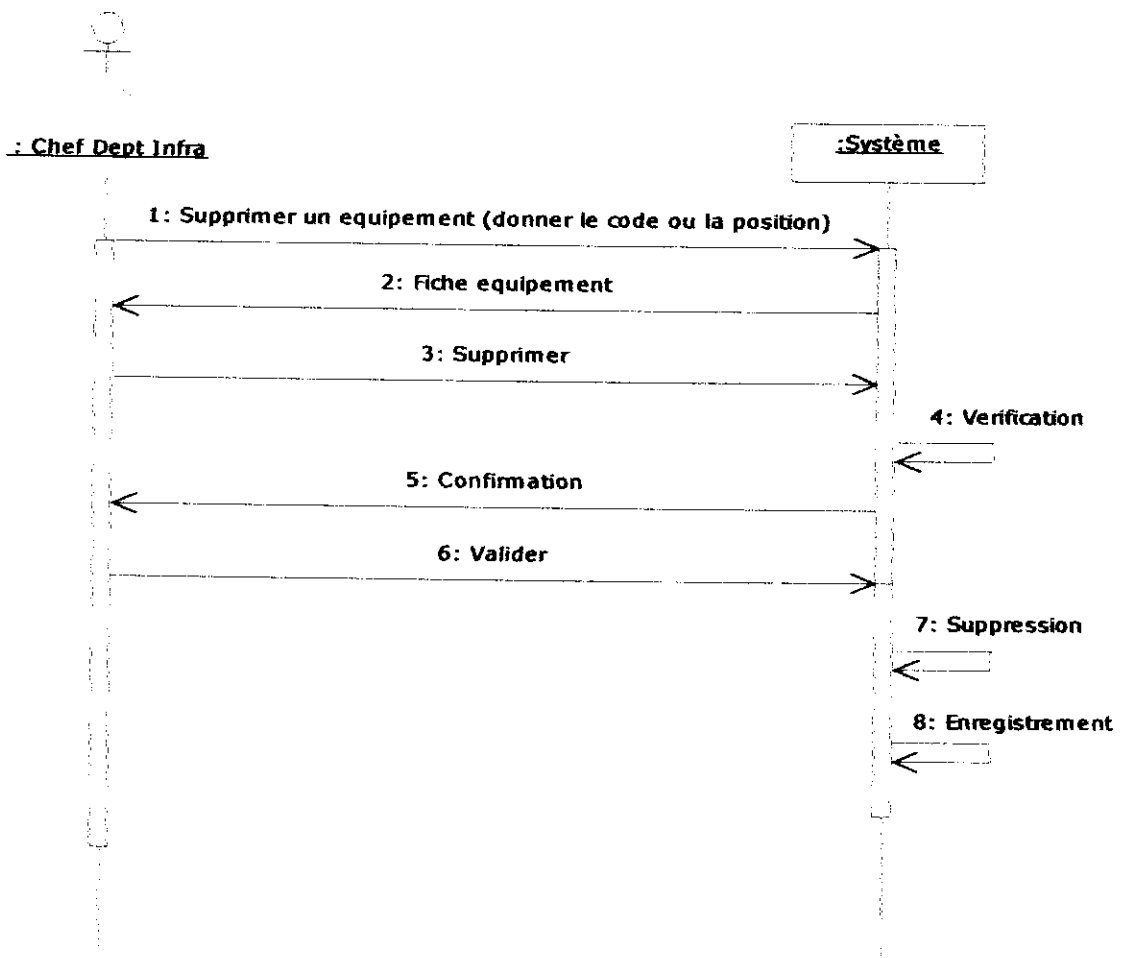 : Chef Dept Infra
:Système
1: Supprimer un equipement (donner le code ou la position)
2: Fiche equipement
3: Supprimer
4: Verification
5: Confirmation
6: Valider
7: Suppression
8: Enregistrement